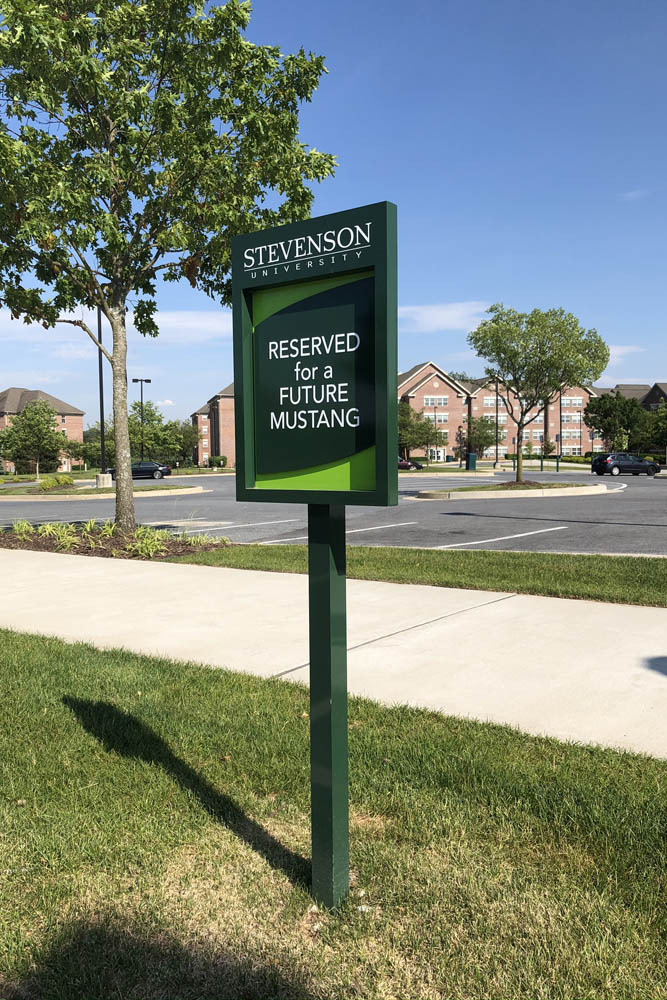 STEVENSON
UNIVERSITY
RESERVED
for a
FUTURE
MUSTANG